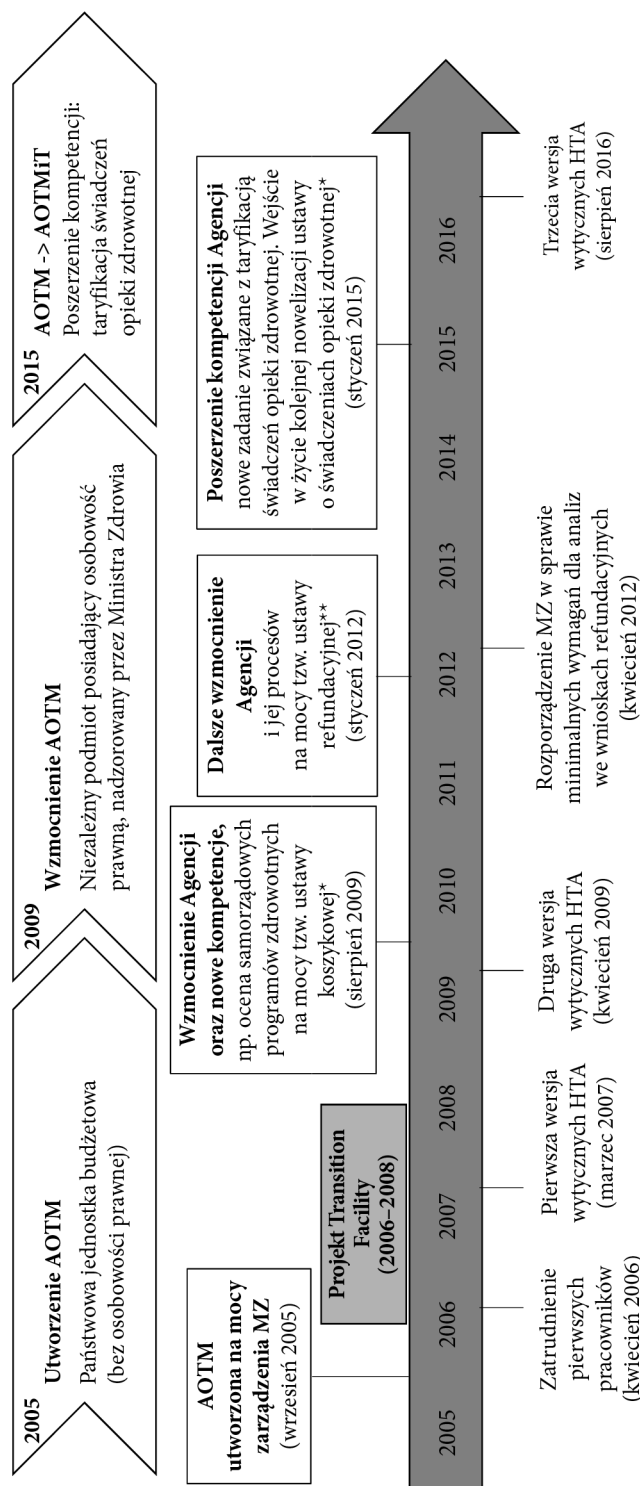 2005
Utworzenie AOTM
Państwowa jednostka budżetowa
(bez osobowości prawnej)
2009
Wzmocnienie AOTM
Niezależny podmiot posiadający osobowość
prawną, nadzorowany przez Ministra Zdrowia
2015
AOTM -> AOTMiT
Poszerzenie kompetencji:
taryfikacja świadczeń
opieki zdrowotnej
AOTM
utworzona na mocy
zarządzenia MZ
(wrzesień 2005)
Projekt Transition
Facility
(2006–2008)
Wzmocnienie Agencji
oraz nowe kompetencje,
np. ocena samorządowych
programów zdrowotnych
na mocy tzw. ustawy
koszykowej*
(sierpień 2009)
Dalsze wzmocnienie
Agencji
i jej procesów
na mocy tzw. ustawy
refundacyjnej**
(styczeń 2012)
Poszerzenie kompetencji Agencji
nowe zadanie związane z taryfikacją
świadczeń opieki zdrowotnej. Wejście
w życie kolejnej nowelizacji ustawy
o świadczeniach opieki zdrowotnej*
(styczeń 2015)
2005 2006 2007 2008 2009 2010 2011 2012 2013 2014 2015 2016
Zatrudnienie
pierwszych
pracowników
(kwiecień 2006)
Pierwsza wersja
wytycznych HTA
(marzec 2007)
Druga wersja
wytycznych HTA
(kwiecień 2009)
Rozporządzenie MZ w sprawie
minimalnych wymagań dla analiz
we wnioskach refundacyjnych
(kwiecień 2012)
Trzecia wersja
wytycznych HTA
(sierpień 2016)